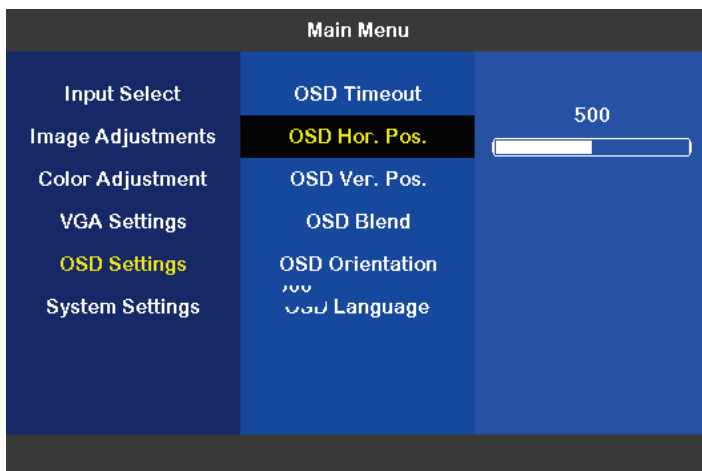 Main Menu
Input Select
Image Adjustments
Color Adjustment
VGA Settings
OSD Settings
System Settings
OSD Timeout
OSD Hor. Pos.
OSD Ver. Pos.
OSD Blend
OSD Orientation
OSD Language
500